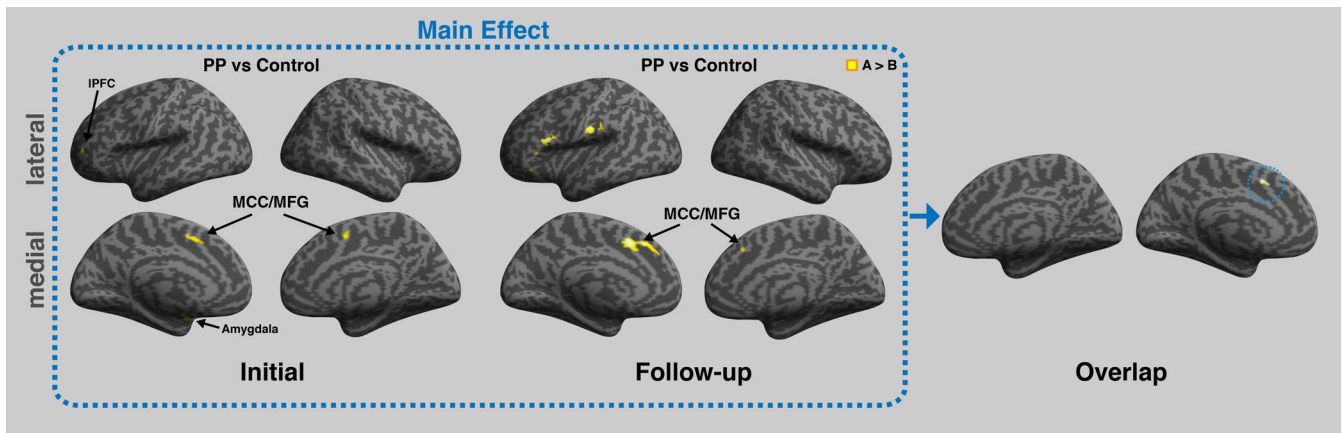 Main Effect
PP vs Control
PP vs Control
A > B
lPFC
lateral
MCC/MFG
MCC/MFG
medial
Amygdala
Initial
Follow-up
Overlap